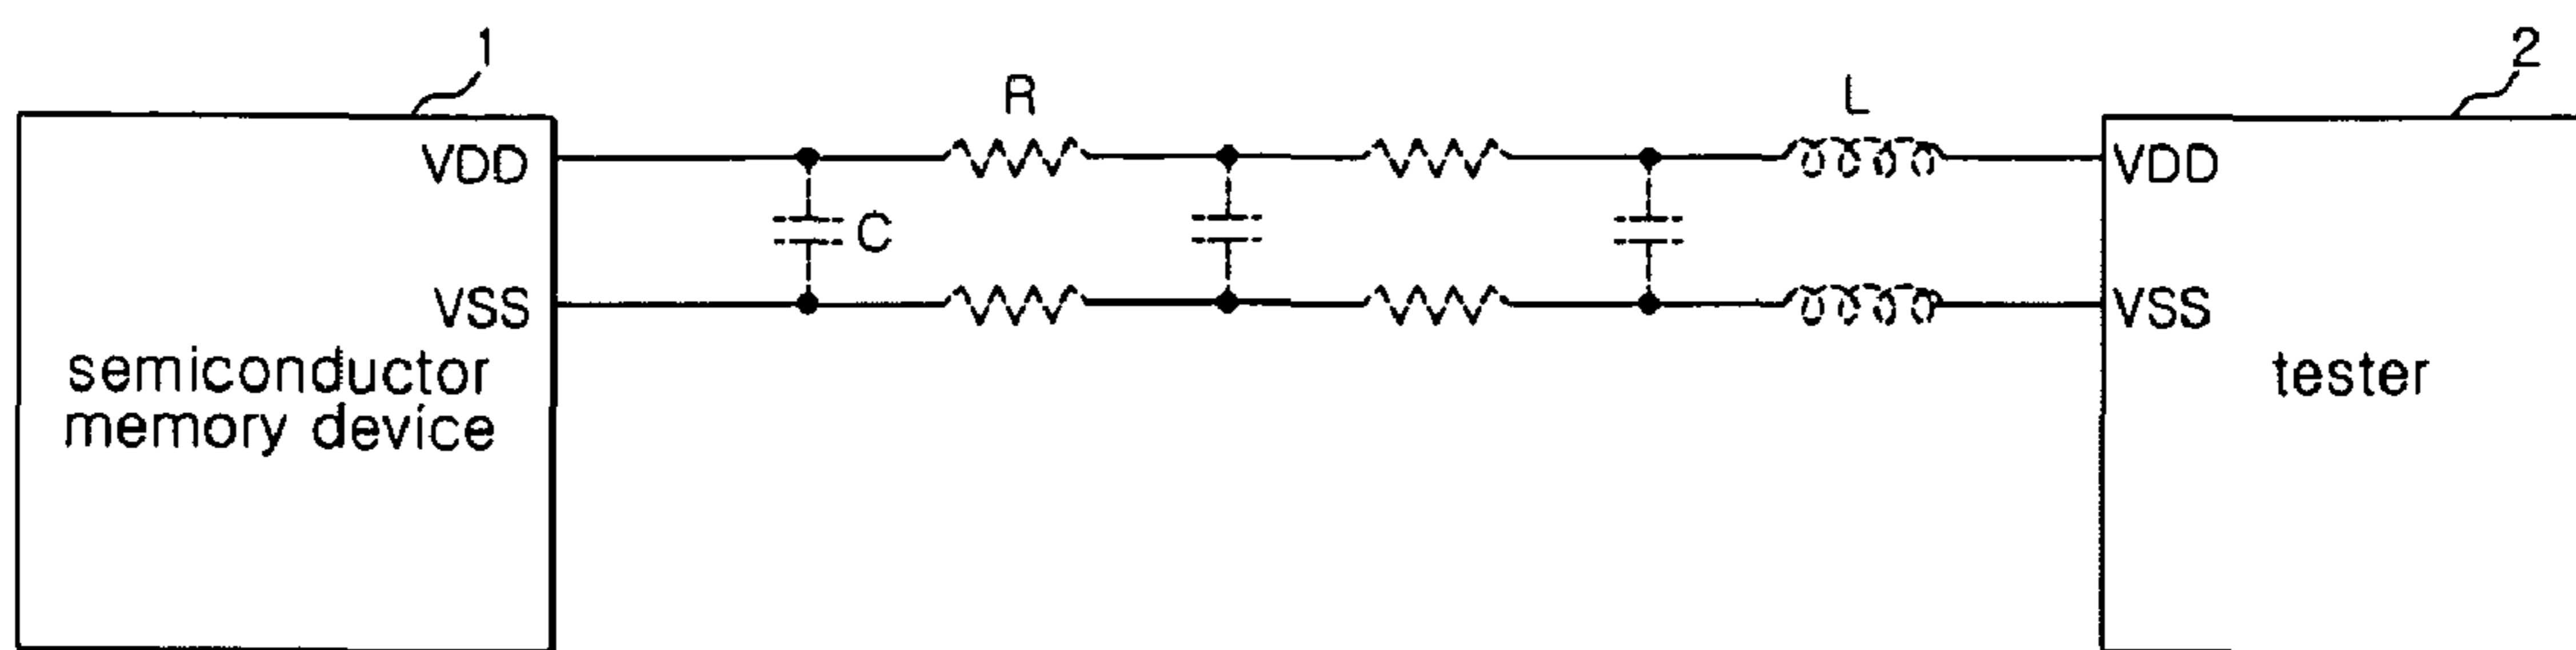 1
2
R
L
VDD
VDD
C
VSS
VSS
semiconductor
memory device
tester